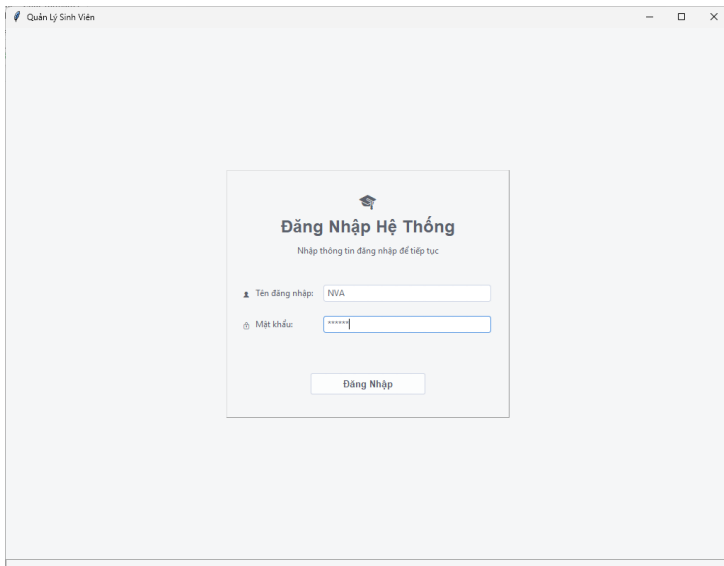 Quản Lý Sinh Viên
Đăng Nhập Hệ Thống
Nhập thông tin đăng nhập để tiếp tục
Tên đăng nhập: NVA
Mật khẩu: ******
Đăng Nhập